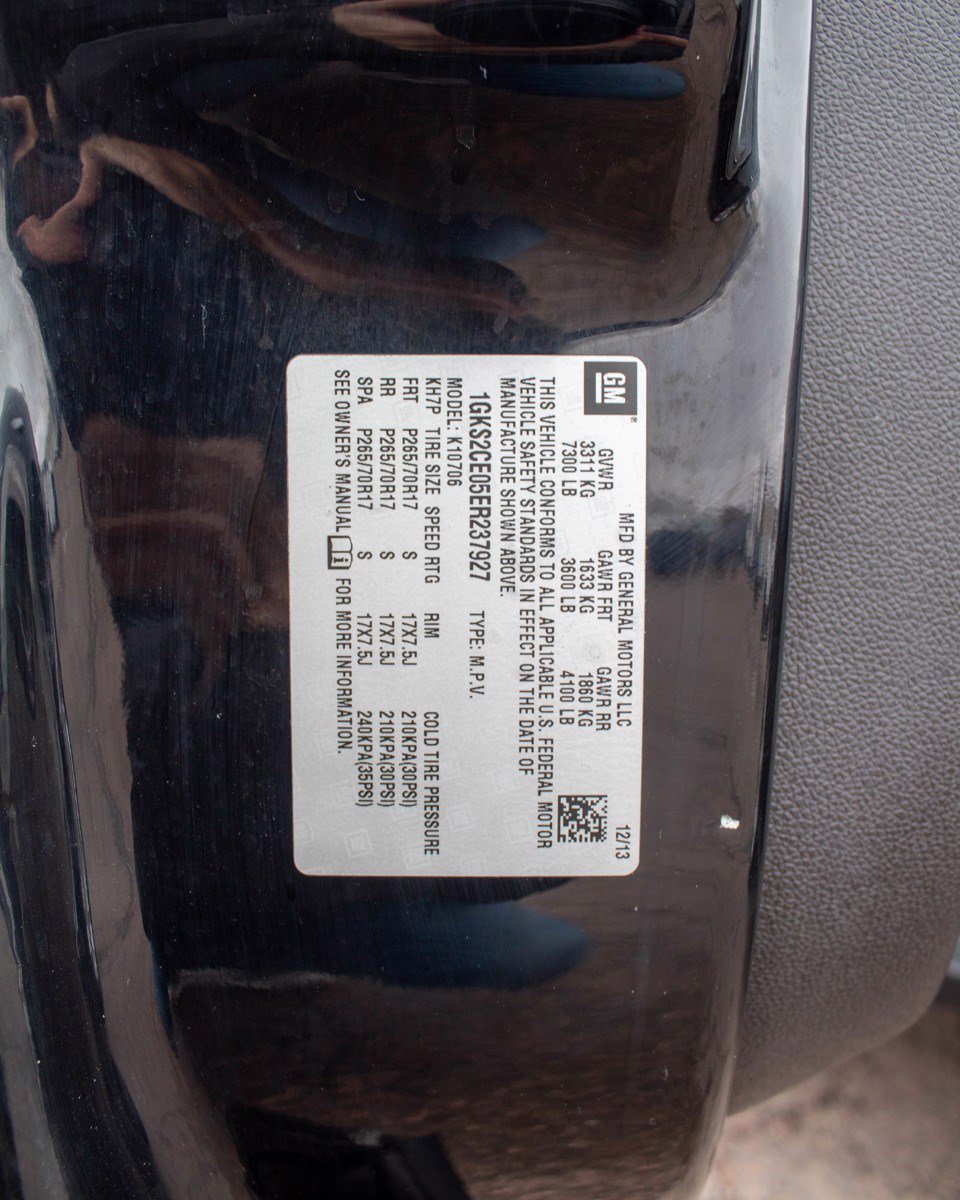 GM®
MFD BY GENERAL MOTORS LLC 12/13
GVWR GAWR FRT GAWR RR
3311 KG 1633 KG 1860 KG
7300 LB 3600 LB 4100 LB
THIS VEHICLE CONFORMS TO ALL APPLICABLE U.S. FEDERAL MOTOR
VEHICLE SAFETY STANDARDS IN EFFECT ON THE DATE OF
MANUFACTURE SHOWN ABOVE.
1GKS2CE05ER237927 TYPE: M.P.V.
MODEL: K10706
KH7P TIRE SIZE SPEED RTG RIM COLD TIRE PRESSURE
FRT P265/70R17 S 17X7.5J 210KPA(30PSI)
RR P265/70R17 S 17X7.5J 210KPA(30PSI)
SPA P265/70R17 S 17X7.5J 240KPA(35PSI)
SEE OWNER'S MANUAL i FOR MORE INFORMATION.